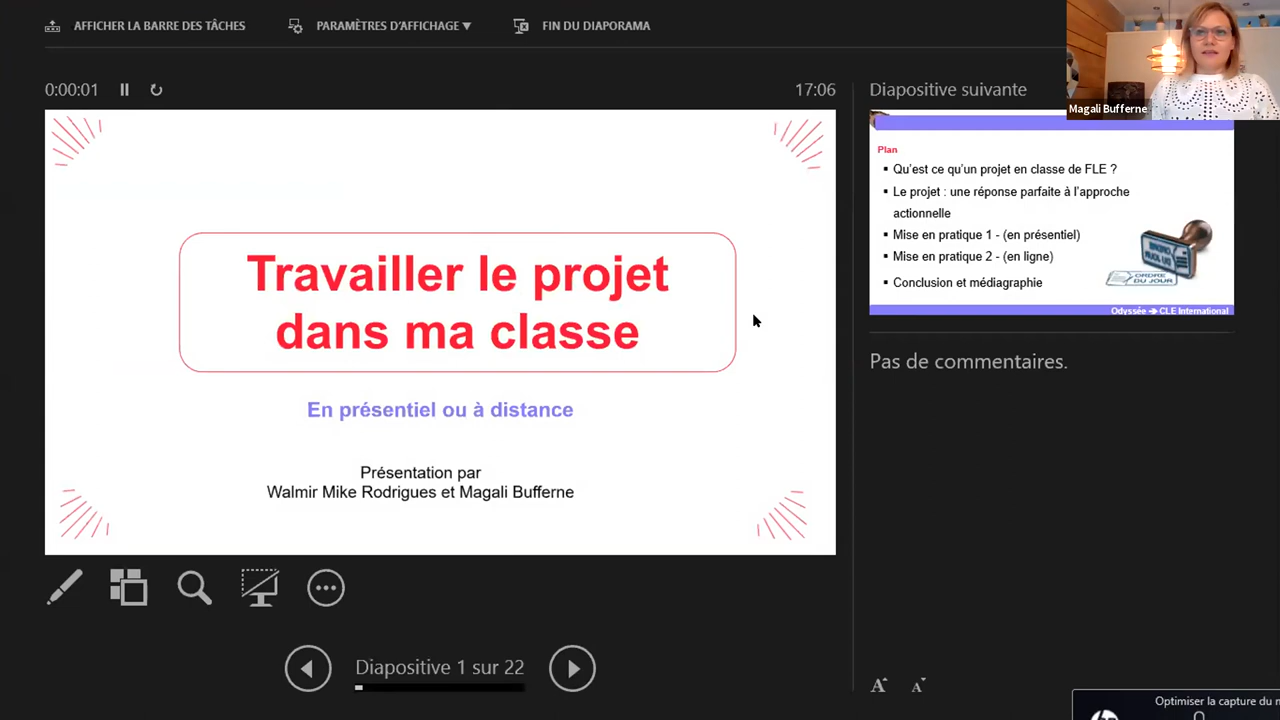 AFFICHER LA BARRE DES TÂCHES
PARAMÈTRES D'AFFICHAGE
FIN DU DIAPORAMA
Magali Bufferne
0:00:01
17:06
Travailler le projet
dans ma classe
En présentiel ou à distance
Présentation par
Walmir Mike Rodrigues et Magali Bufferne
Diapositive suivante
Plan
▪ Qu'est ce qu'un projet en classe de FLE ?
▪ Le projet : une réponse parfaite à l'approche
actionnelle
▪ Mise en pratique 1 - (en présentiel)
▪ Mise en pratique 2 - (en ligne)
▪ Conclusion et médiagraphie
ORDRE
DU JOUR
Odyssée ➔ CLE International
Pas de commentaires.
Diapositive 1 sur 22
A A
Optimiser la capture du